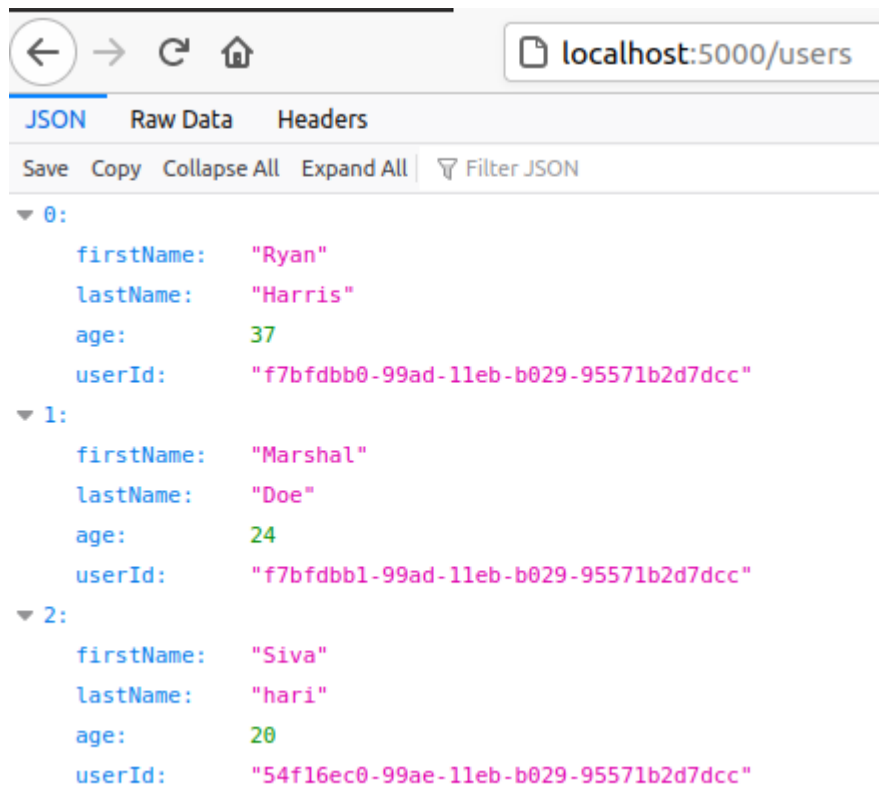 localhost:5000/users
JSON Raw Data Headers
Save Copy Collapse All Expand All Filter JSON
0:
firstName: "Ryan"
lastName: "Harris"
age: 37
userId: "f7bfdbb0-99ad-11eb-b029-95571b2d7dcc"
1:
firstName: "Marshal"
lastName: "Doe"
age: 24
userId: "f7bfdbb1-99ad-11eb-b029-95571b2d7dcc"
2:
firstName: "Siva"
lastName: "hari"
age: 20
userId: "54f16ec0-99ae-11eb-b029-95571b2d7dcc"